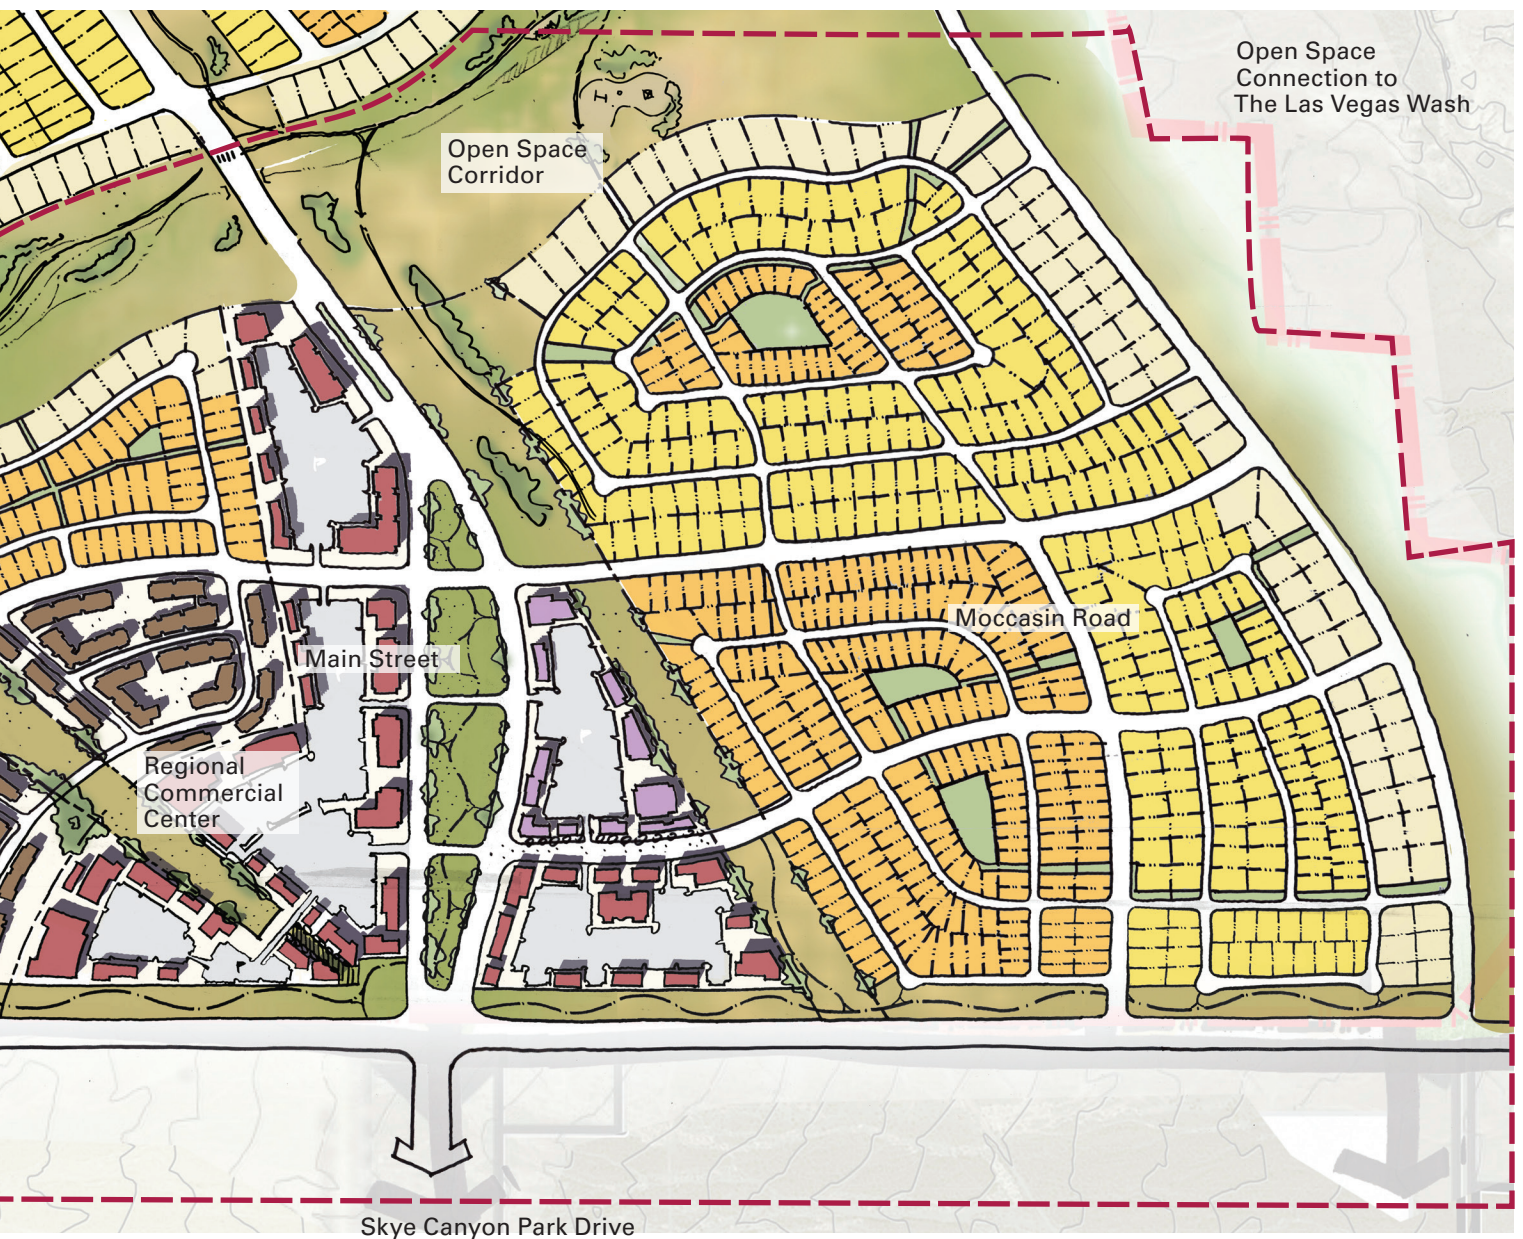 Open Space
Connection to
The Las Vegas Wash
Open Space
Corridor
Moccasin Road
Main Street
Regional
Commercial
Center
Skye Canyon Park Drive